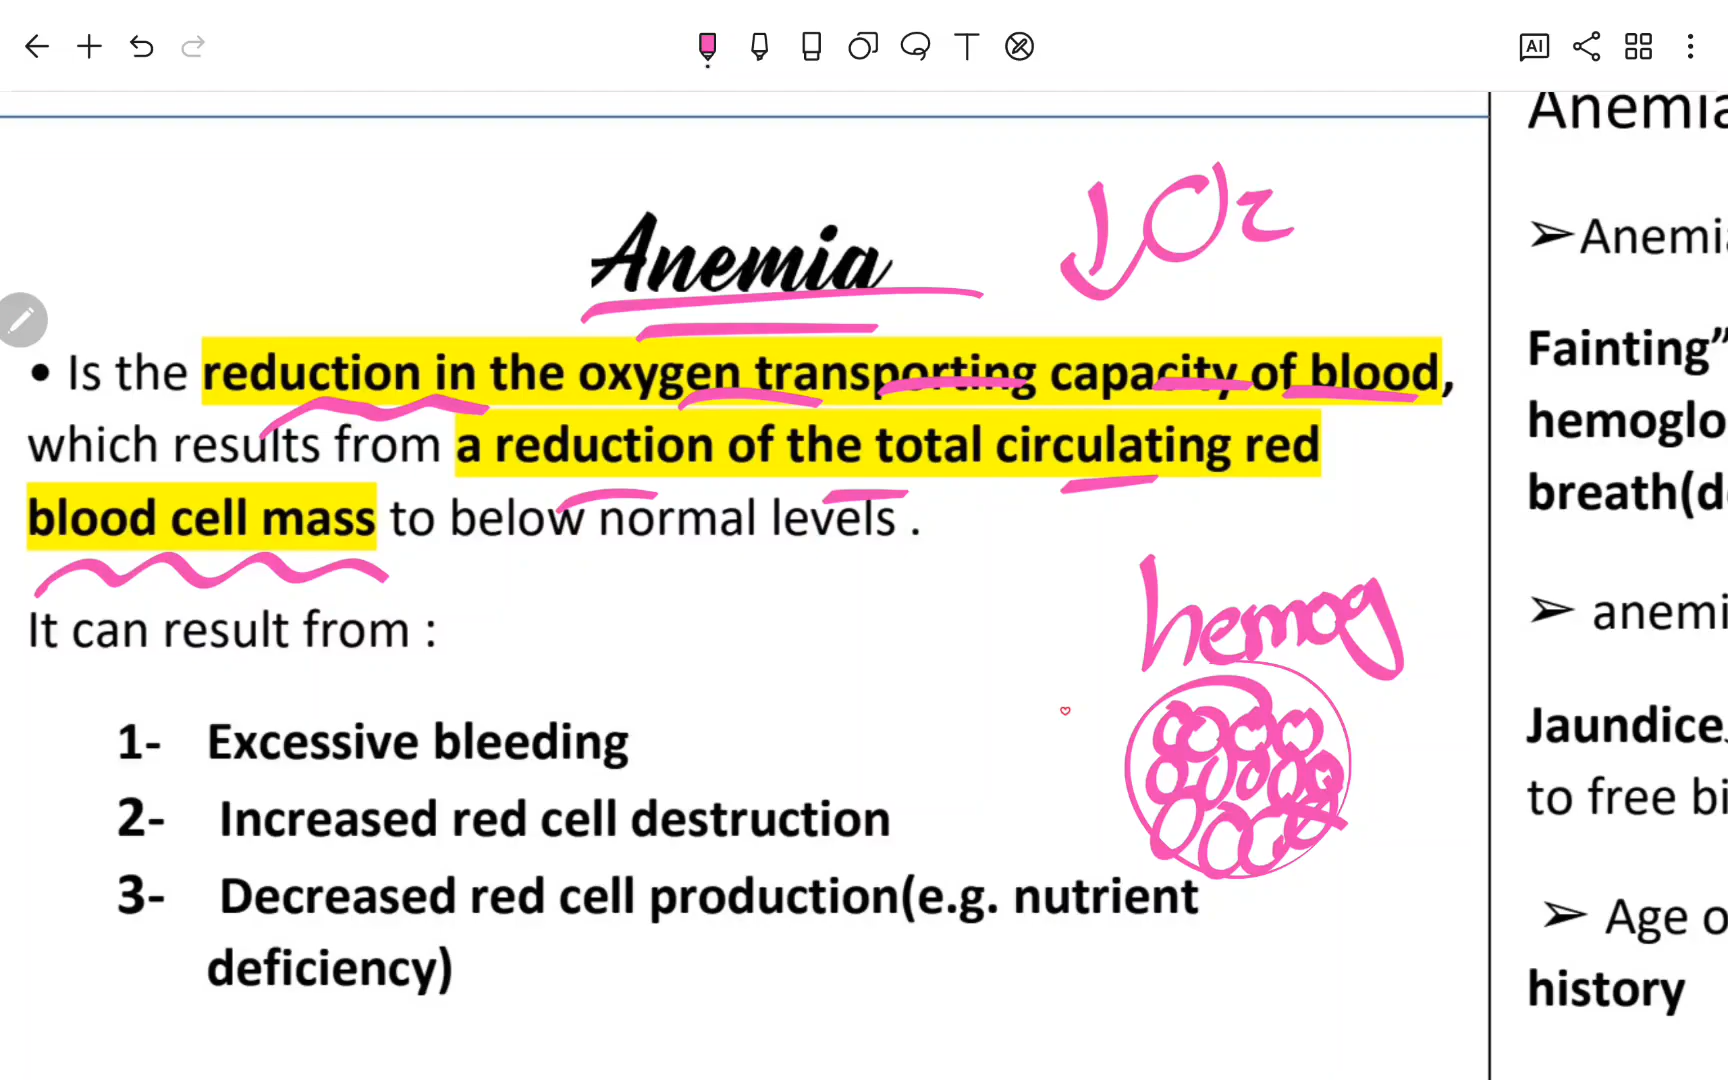 AI
T
Anemia
↓O2
• Is the reduction in the oxygen transporting capacity of blood,
which results from a reduction of the total circulating red
blood cell mass to below normal levels .
It can result from :
hemog
1- Excessive bleeding
2- Increased red cell destruction
3- Decreased red cell production(e.g. nutrient
deficiency)
Anemia
➢Anemi
Fainting”
hemoglo
breath(d
➢ anemi
Jaundice
to free bi
➢ Age o
history